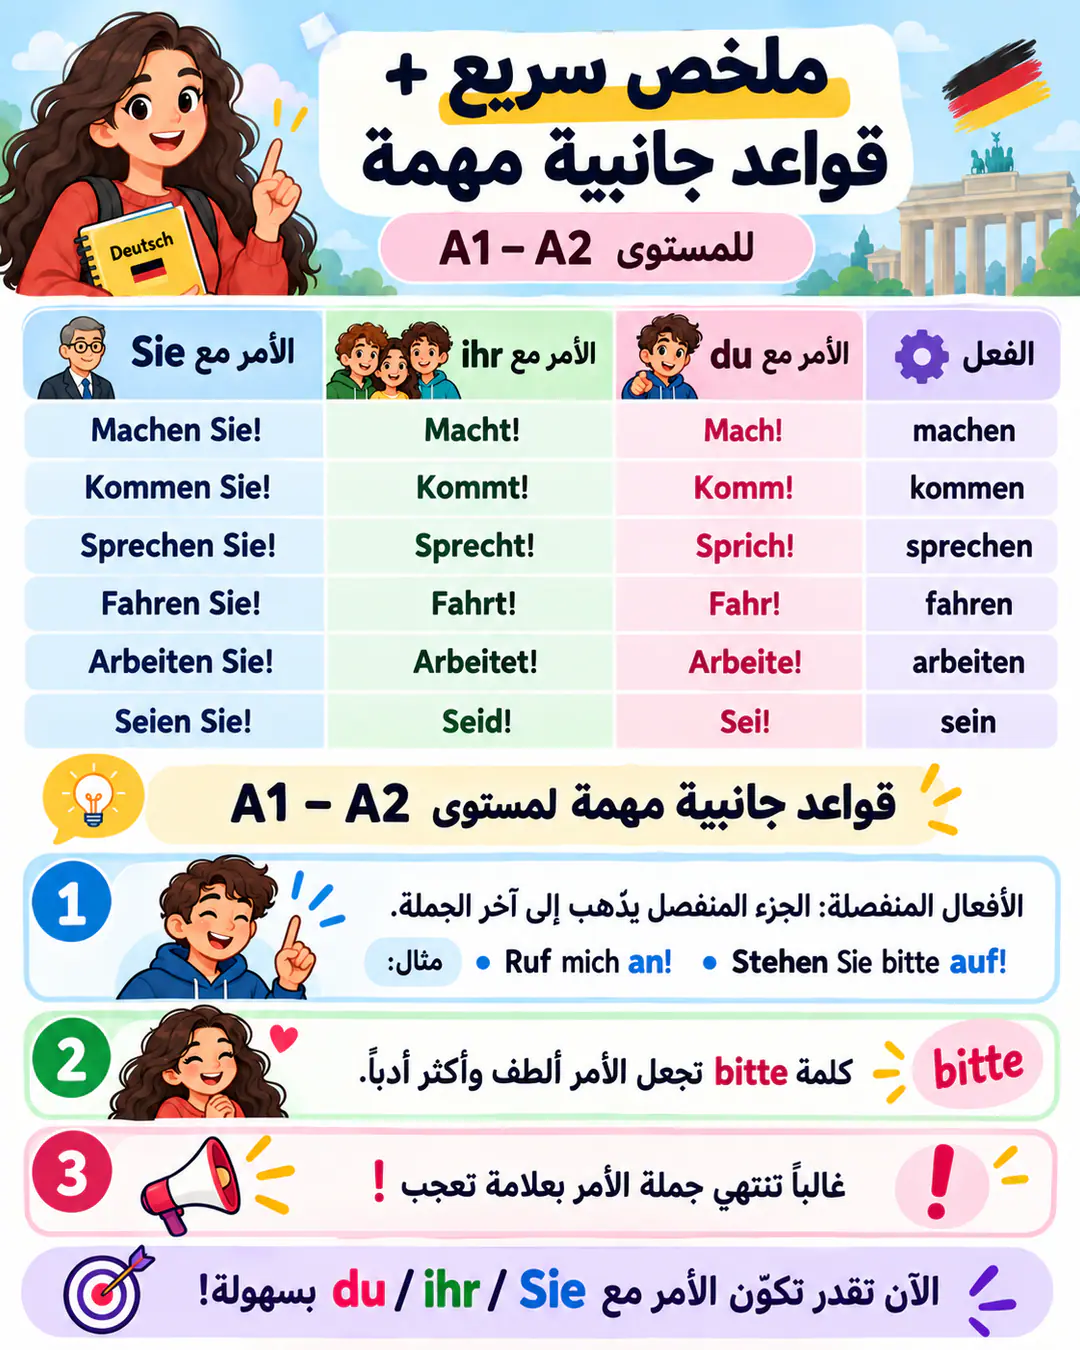 ملخص سريع +
قواعد جانبية مهمة
للمستوى A1 – A2
Deutsch
الفعل
الأمر مع du
الأمر مع ihr
الأمر مع Sie
machen Mach! Macht! Machen Sie!
kommen Komm! Kommt! Kommen Sie!
sprechen Sprich! Sprecht! Sprechen Sie!
fahren Fahr! Fahrt! Fahren Sie!
arbeiten Arbeite! Arbeitet! Arbeiten Sie!
sein Sei! Seid! Seien Sie!
قواعد جانبية مهمة لمستوى A1 – A2
1
الأفعال المنفصلة: الجزء المنفصل يذّهب إلى آخر الجملة.
مثال: • Ruf mich an! • Stehen Sie bitte auf!
2
كلمة bitte تجعل الأمر ألطف وأكثر أدباً.
bitte
3
غالباً تنتهي جملة الأمر بعلامة تعجب !
!
الآن تقدر تكوّن الأمر مع du / ihr / Sie بسهولة!